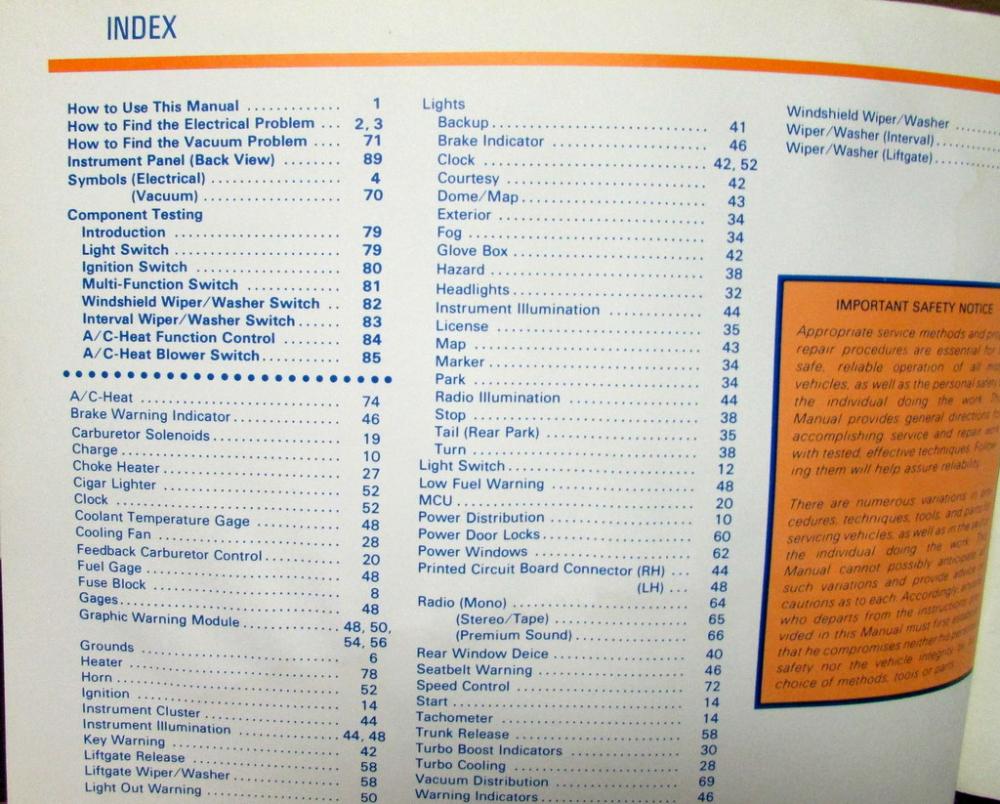 INDEX
How to Use This Manual ............. 1
How to Find the Electrical Problem ... 2, 3
How to Find the Vacuum Problem .... 71
Instrument Panel (Back View) ........ 89
Symbols (Electrical) ................... 4
(Vacuum) .................... 70
Component Testing
Introduction ........................ 79
Light Switch ......................... 79
Ignition Switch ..................... 80
Multi-Function Switch ............. 81
Windshield Wiper/Washer Switch .. 82
Interval Wiper/Washer Switch...... 83
A/C-Heat Function Control ........ 84
A/C-Heat Blower Switch........... 85
A/C-Heat ............................ 74
Brake Warning Indicator............... 46
Carburetor Solenoids.................. 19
Charge ............................... 10
Choke Heater.......................... 27
Cigar Lighter .......................... 52
Clock ................................. 52
Coolant Temperature Gage ........... 48
Cooling Fan .......................... 28
Feedback Carburetor Control.......... 20
Fuel Gage ............................ 48
Fuse Block ............................ 8
Gages................................. 48
Graphic Warning Module ............. 48, 50,
54, 56
Grounds .............................. 6
Heater ................................ 78
Horn .................................. 52
Ignition ............................... 14
Instrument Cluster .................... 44
Instrument Illumination ............... 44, 48
Key Warning .......................... 42
Liftgate Release ....................... 58
Liftgate Wiper/Washer................. 58
Light Out Warning .................... 50
Lights
Backup............................... 41
Brake Indicator ...................... 46
Clock ................................ 42, 52
Courtesy ............................. 42
Dome/Map........................... 43
Exterior .............................. 34
Fog .................................. 34
Glove Box ........................... 42
Hazard ............................... 38
Headlights............................ 32
Instrument Illumination ............. 44
License ............................... 35
Map .................................. 43
Marker............................... 34
Park .................................. 34
Radio Illumination ................... 44
Stop .................................. 38
Tail (Rear Park) ...................... 35
Turn .................................. 38
Light Switch............................ 12
Low Fuel Warning ..................... 48
MCU.................................... 20
Power Distribution ..................... 10
Power Door Locks...................... 60
Power Windows ....................... 62
Printed Circuit Board Connector (RH) ... 44
(LH) ... 48
Radio (Mono) .......................... 64
(Stereo/Tape) .................... 65
(Premium Sound)................. 66
Rear Window Deice .................... 40
Seatbelt Warning ...................... 46
Speed Control ......................... 72
Start .................................... 14
Tachometer ............................ 14
Trunk Release .......................... 58
Turbo Boost Indicators ................ 30
Turbo Cooling .......................... 28
Vacuum Distribution ................... 69
Warning Indicators..................... 46
Windshield Wiper/Washer ......
Wiper/Washer (Interval).........
Wiper/Washer (Liftgate).........
IMPORTANT SAFETY NOTICE
Appropriate service methods and
repair procedures are essential for
safe, reliable operation of all
vehicles, as well as the personal safety
the individual doing the work.
Manual provides general directions
accomplishing service and repair
with tested, effective techniques.
ing them will help assure reliability.
There are numerous variations in
cedures, techniques, tools, and parts
servicing vehicles, as well as in the
the individual doing the work.
Manual cannot possibly anticipate
such variations and provide advice
cautions as to each. Accordingly,
who departs from the instructions
vided in this Manual must first
that he compromises neither his
safety nor the vehicle integrity
choice of methods, tools or parts.